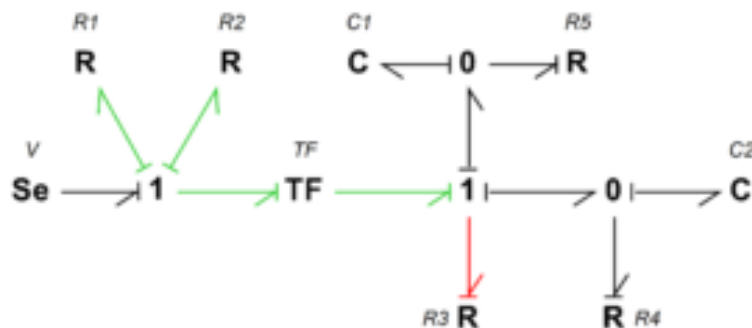 R1 R2 C1 R5
R R C 0 R
V TF C2
Se 1 TF 1 0 C
R3 R R R4